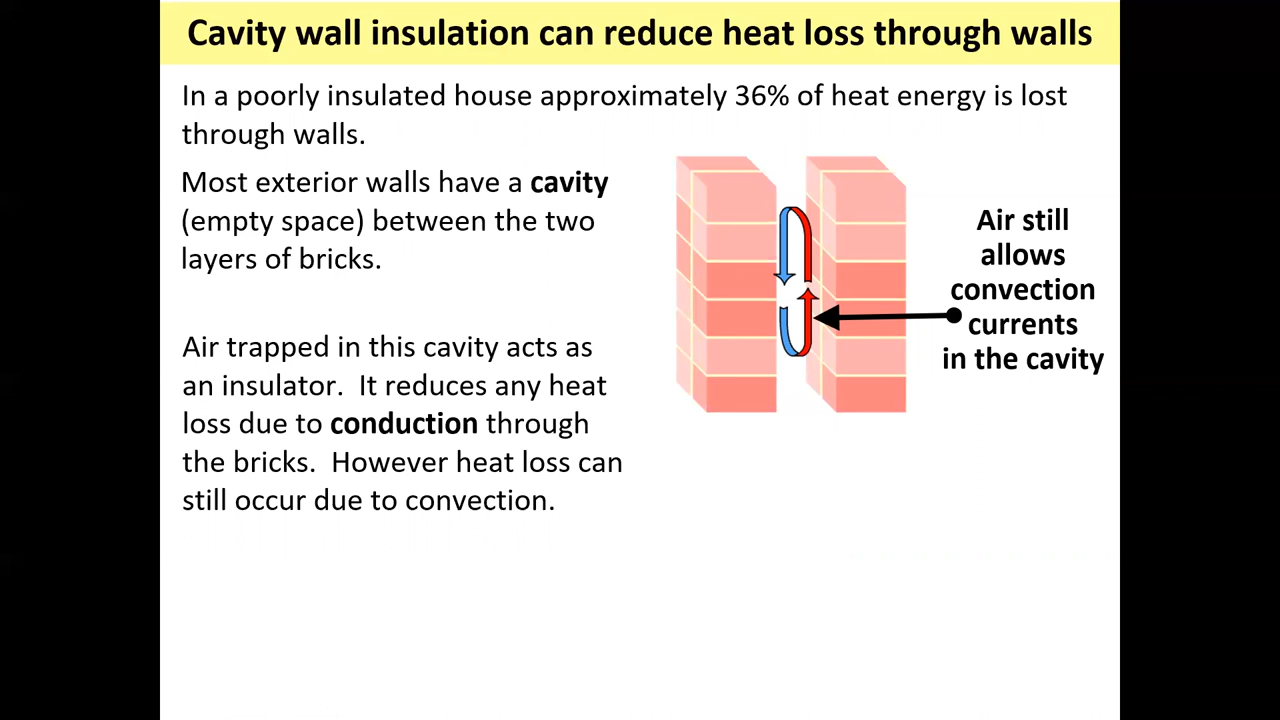 Cavity wall insulation can reduce heat loss through walls
In a poorly insulated house approximately 36% of heat energy is lost
through walls.
Most exterior walls have a cavity
(empty space) between the two
layers of bricks.
Air trapped in this cavity acts as
an insulator. It reduces any heat
loss due to conduction through
the bricks. However heat loss can
still occur due to convection.
Air still
allows
convection
currents
in the cavity